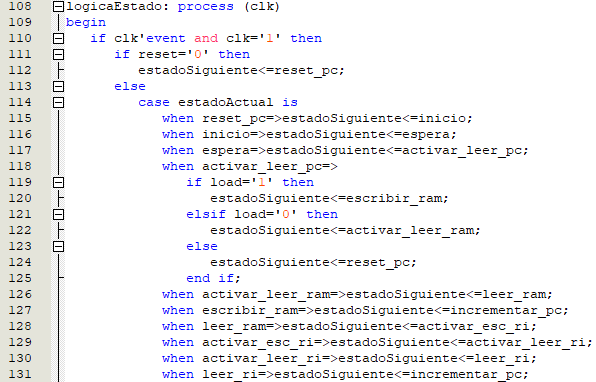 108 logicaEstado: process (clk)
109 begin
110 if clk'event and clk='1' then
111 if reset='0' then
112 estadoSiguiente<=reset_pc;
113 else
114 case estadoActual is
115 when reset_pc=>estadoSiguiente<=inicio;
116 when inicio=>estadoSiguiente<=espera;
117 when espera=>estadoSiguiente<=activar_leer_pc;
118 when activar_leer_pc=>
119 if load='1' then
120 estadoSiguiente<=escribir_ram;
121 elsif load='0' then
122 estadoSiguiente<=activar_leer_ram;
123 else
124 estadoSiguiente<=reset_pc;
125 end if;
126 when activar_leer_ram=>estadoSiguiente<=leer_ram;
127 when escribir_ram=>estadoSiguiente<=incrementar_pc;
128 when leer_ram=>estadoSiguiente<=activar_esc_ri;
129 when activar_esc_ri=>estadoSiguiente<=activar_leer_ri;
130 when activar_leer_ri=>estadoSiguiente<=leer_ri;
131 when leer_ri=>estadoSiguiente<=incrementar_pc;